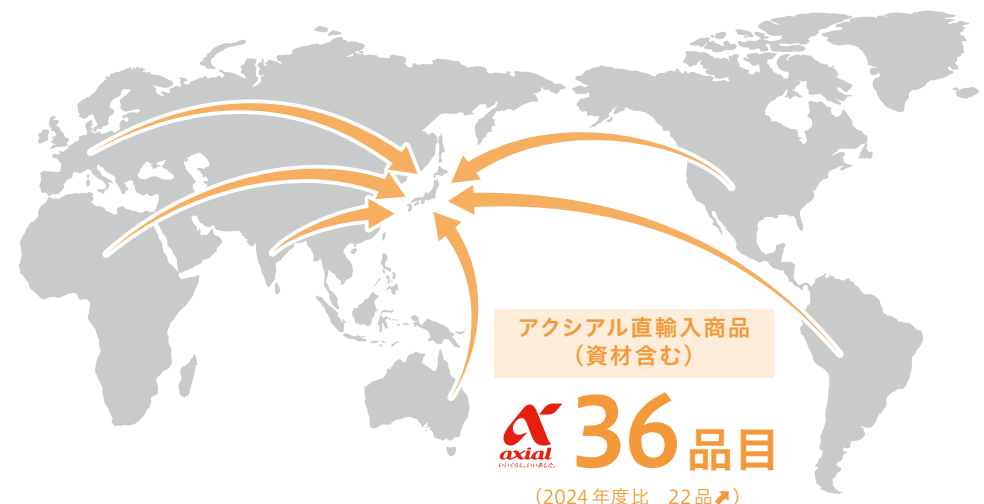 アクシアル直輸入商品
（資材含む）
axial
いいくらし、いいあした。
36品目
（2024年度比　22品⬈）